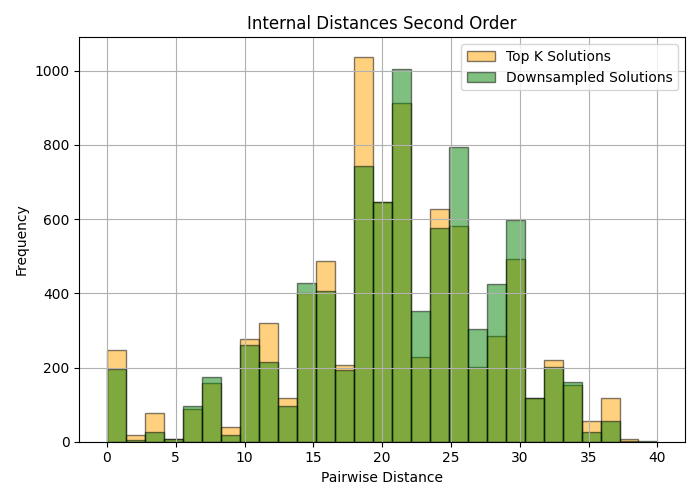 Internal Distances Second Order
Top K Solutions
Downsampled Solutions
Frequency
1000
800
600
400
200
0
0 5 10 15 20 25 30 35 40
Pairwise Distance